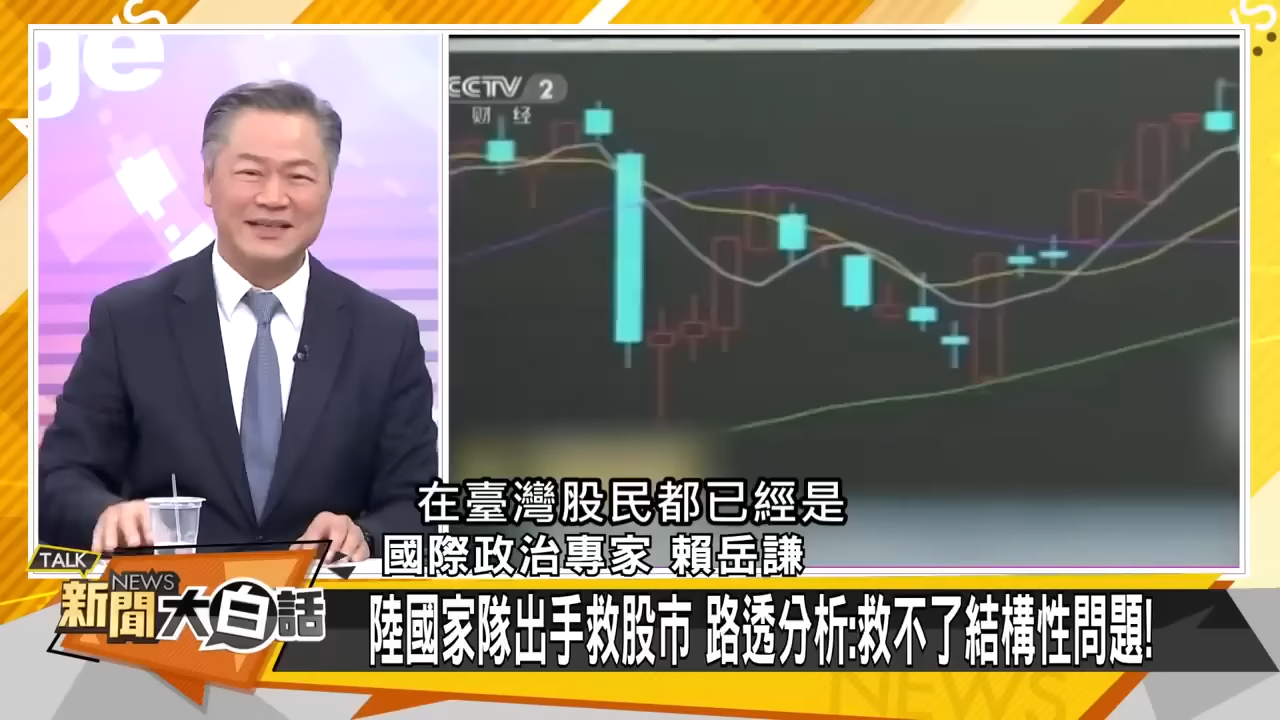 ge
CCTV 2
财 经
在臺灣股民都已經是
國際政治專家 賴岳謙
TALK
NEWS
新聞大白話
陸國家隊出手救股市 路透分析:救不了結構性問題!
NEWS